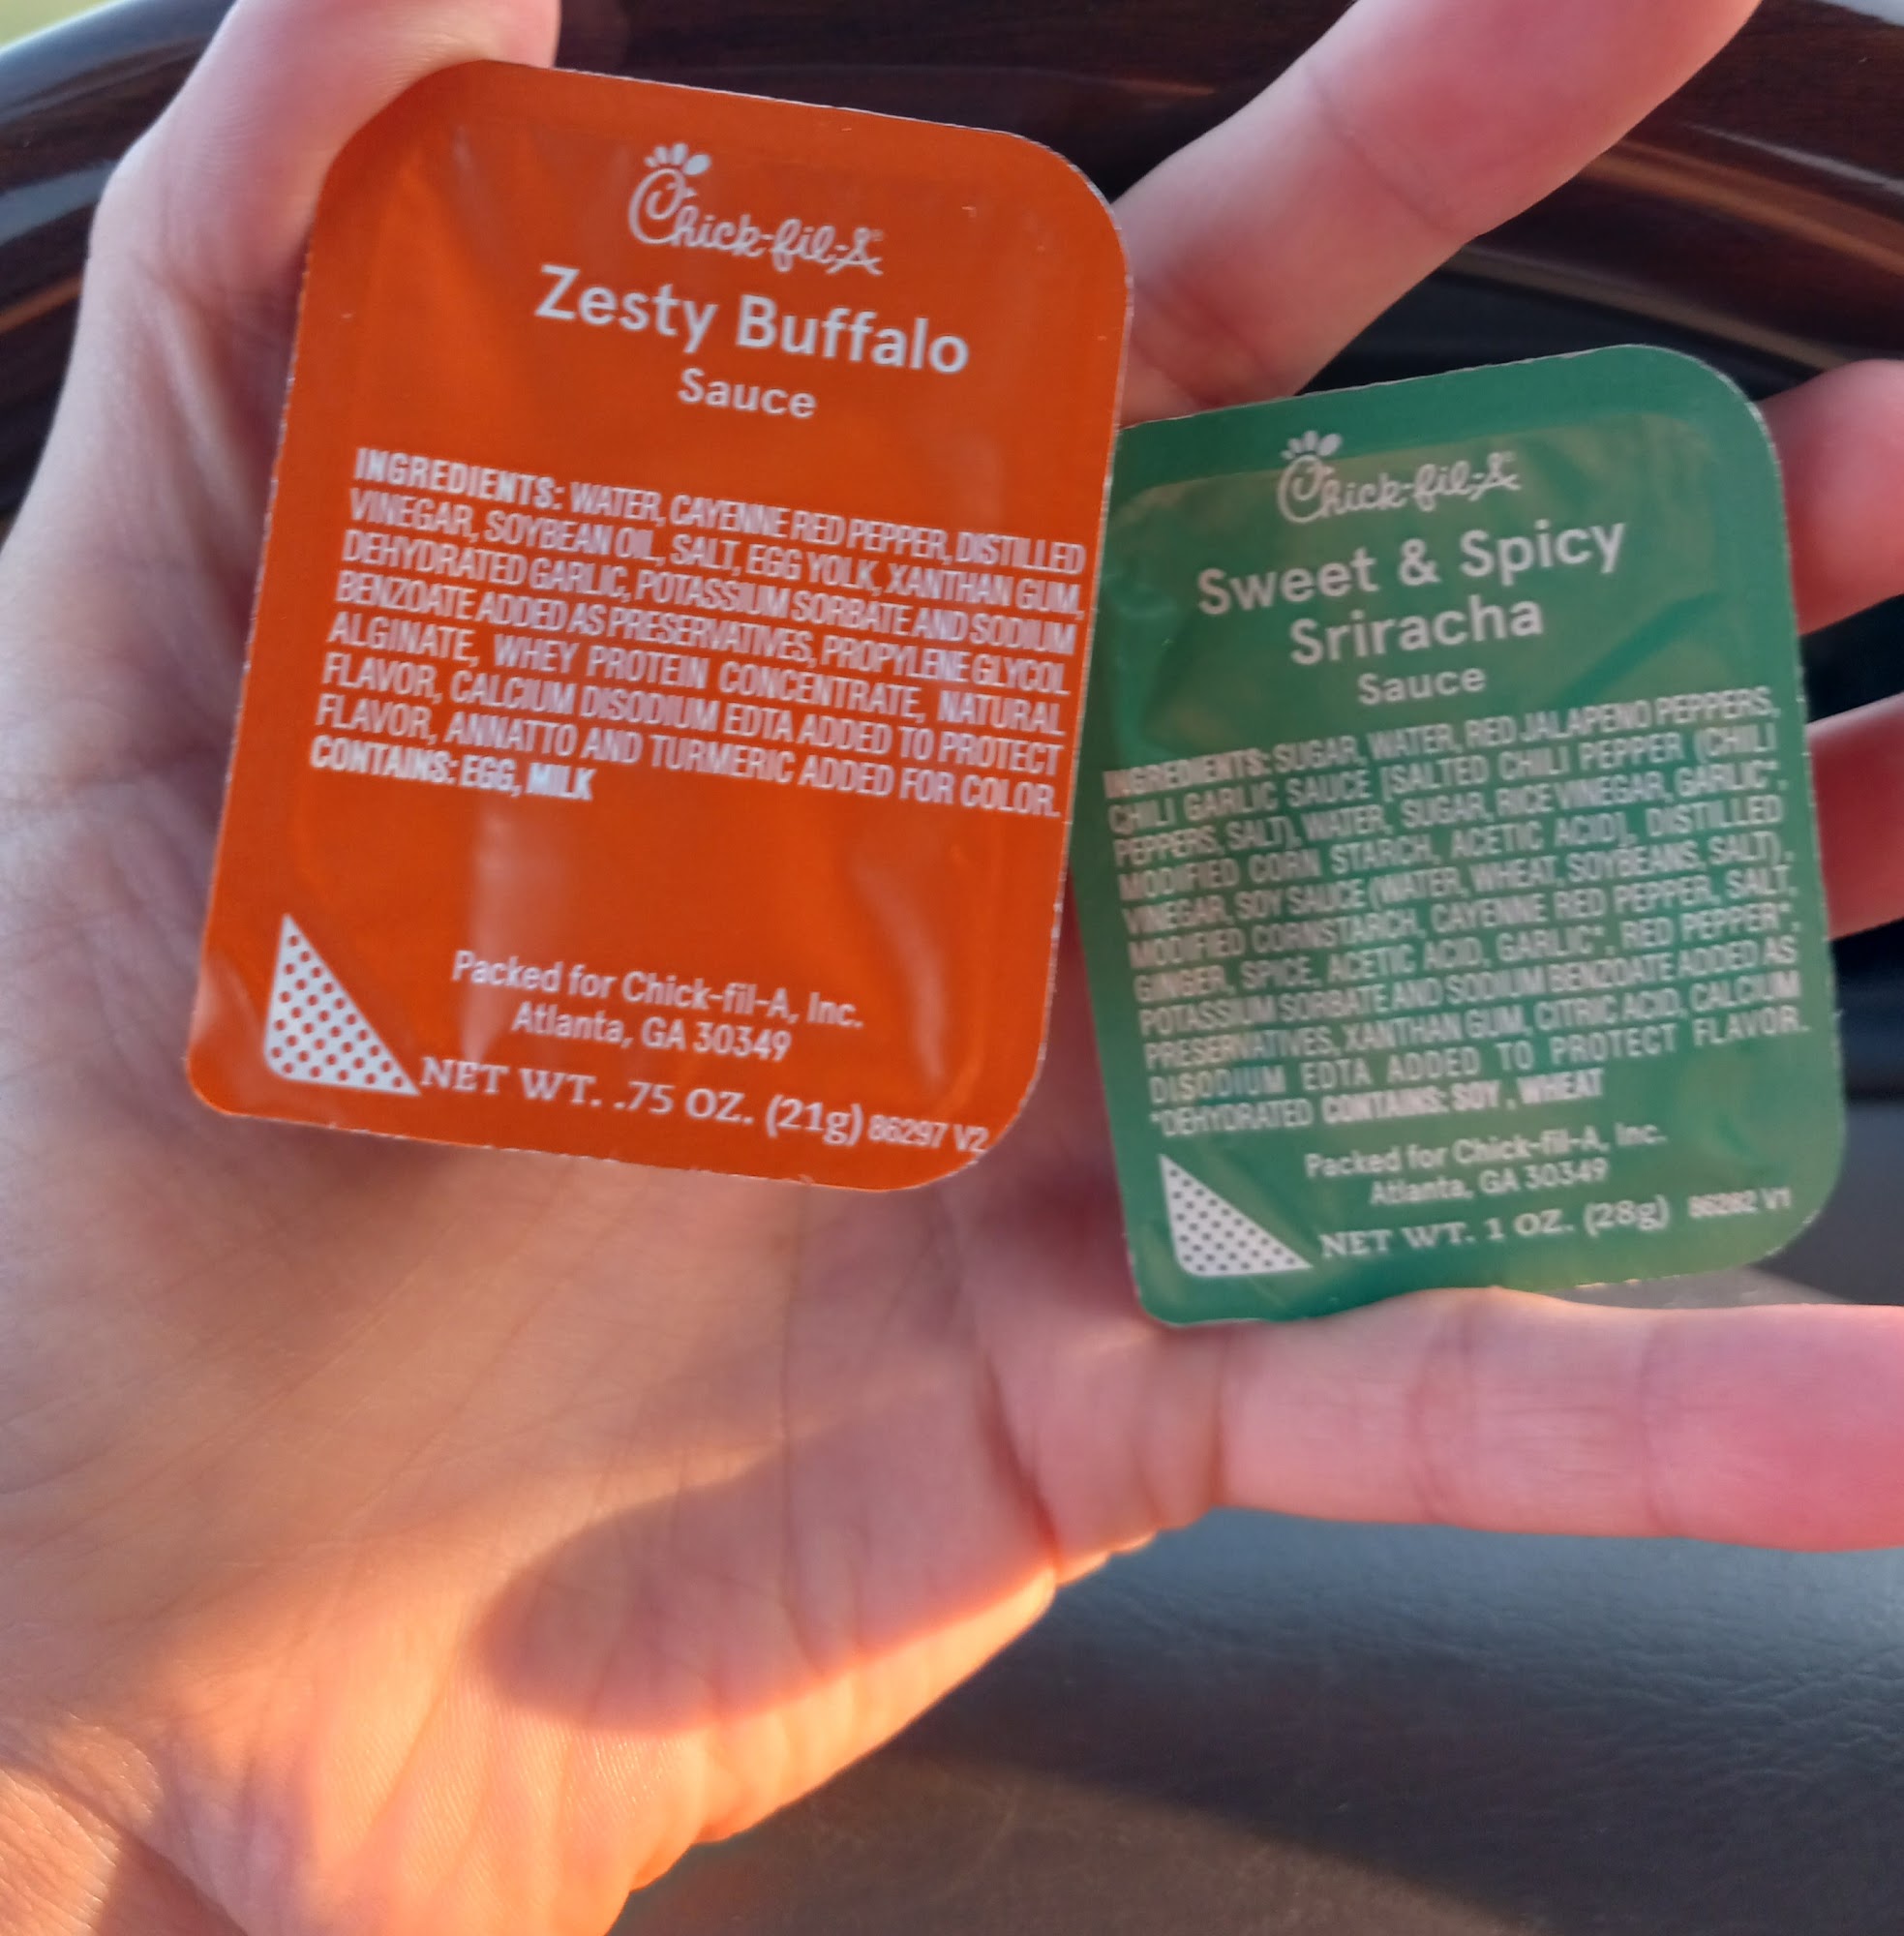 Chick-fil-A®
Zesty Buffalo
Sauce
INGREDIENTS: WATER, CAYENNE RED PEPPER, DISTILLED
VINEGAR, SOYBEAN OIL, SALT, EGG YOLK, XANTHAN GUM,
DEHYDRATED GARLIC, POTASSIUM SORBATE AND SODIUM
BENZOATE ADDED AS PRESERVATIVES, PROPYLENE GLYCOL
ALGINATE, WHEY PROTEIN CONCENTRATE, NATURAL
FLAVOR, CALCIUM DISODIUM EDTA ADDED TO PROTECT
FLAVOR, ANNATTO AND TURMERIC ADDED FOR COLOR.
CONTAINS: EGG, MILK
Packed for Chick-fil-A, Inc.
Atlanta, GA 30349
NET WT. .75 OZ. (21g) 86297 V2
Chick-fil-A®
Sweet & Spicy
Sriracha
Sauce
INGREDIENTS: SUGAR, WATER, RED JALAPENO PEPPERS,
CHILI GARLIC SAUCE [SALTED CHILI PEPPER (CHILI
PEPPERS, SALT), WATER, SUGAR, RICE VINEGAR, GARLIC*,
MODIFIED CORN STARCH, ACETIC ACID], DISTILLED
VINEGAR, SOY SAUCE (WATER, WHEAT, SOYBEANS, SALT),
MODIFIED CORNSTARCH, CAYENNE RED PEPPER, SALT,
GINGER, SPICE, ACETIC ACID, GARLIC*, RED PEPPER*,
POTASSIUM SORBATE AND SODIUM BENZOATE ADDED AS
PRESERVATIVES, XANTHAN GUM, CITRIC ACID, CALCIUM
DISODIUM EDTA ADDED TO PROTECT FLAVOR.
*DEHYDRATED CONTAINS: SOY, WHEAT
Packed for Chick-fil-A, Inc.
Atlanta, GA 30349
NET WT. 1 OZ. (28g) V1